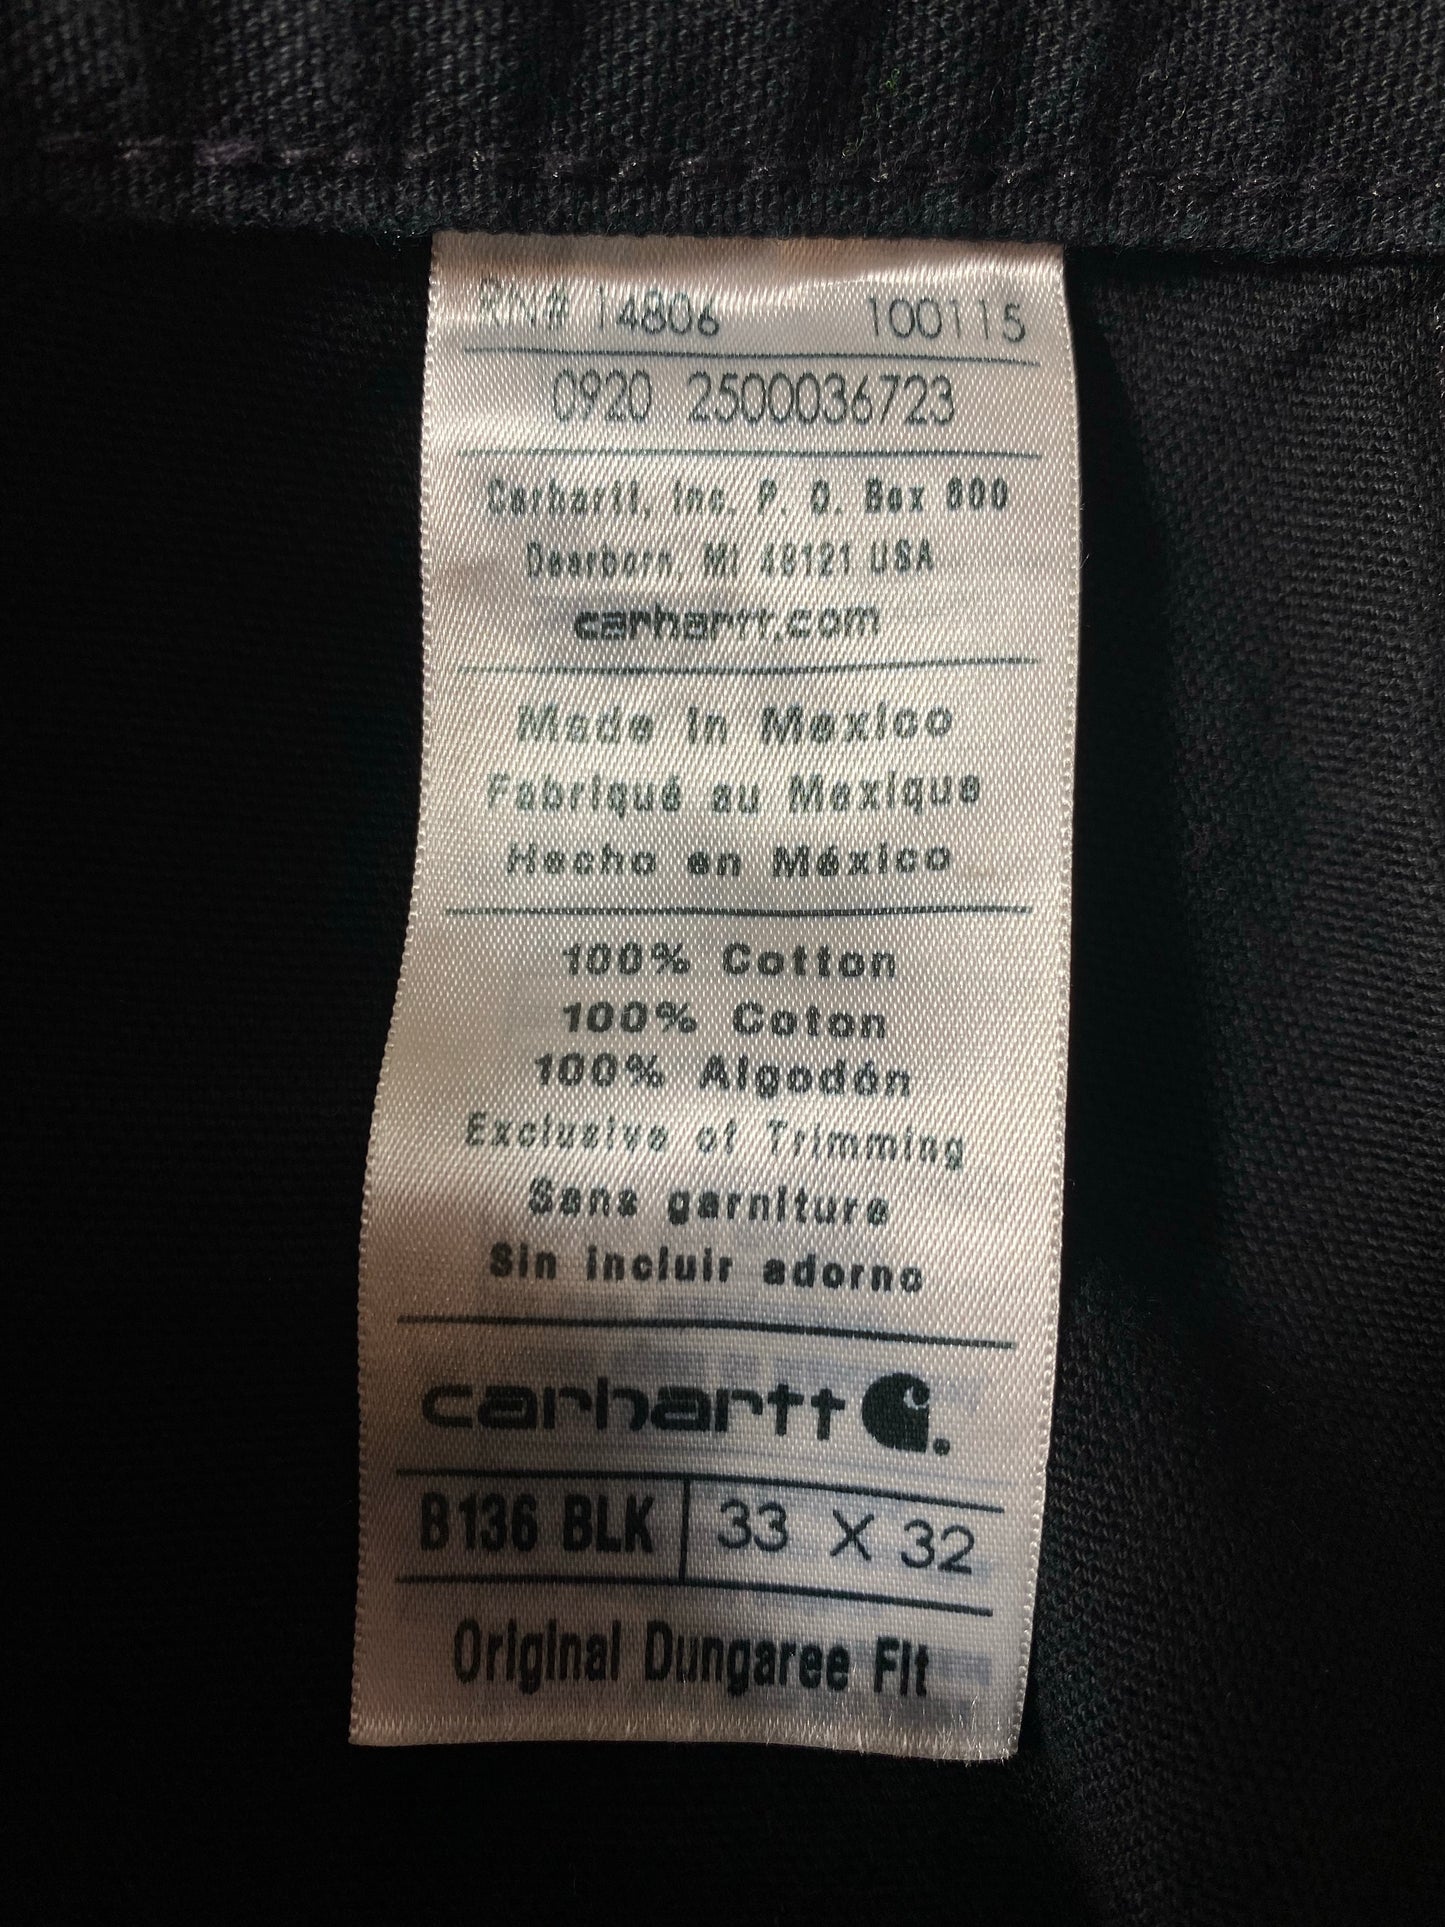 RN# 14806 100115
0920 2500036723
Carhartt, Inc. P. O. Box 600
Dearborn, MI 48121 USA
carhartt.com
Made in Mexico
Fabriqué au Mexique
Hecho en México
100% Cotton
100% Coton
100% Algodón
Exclusive of Trimming
Sans garniture
Sin incluir adorno
carhartt
B136 BLK 33 X 32
Original Dungaree Fit